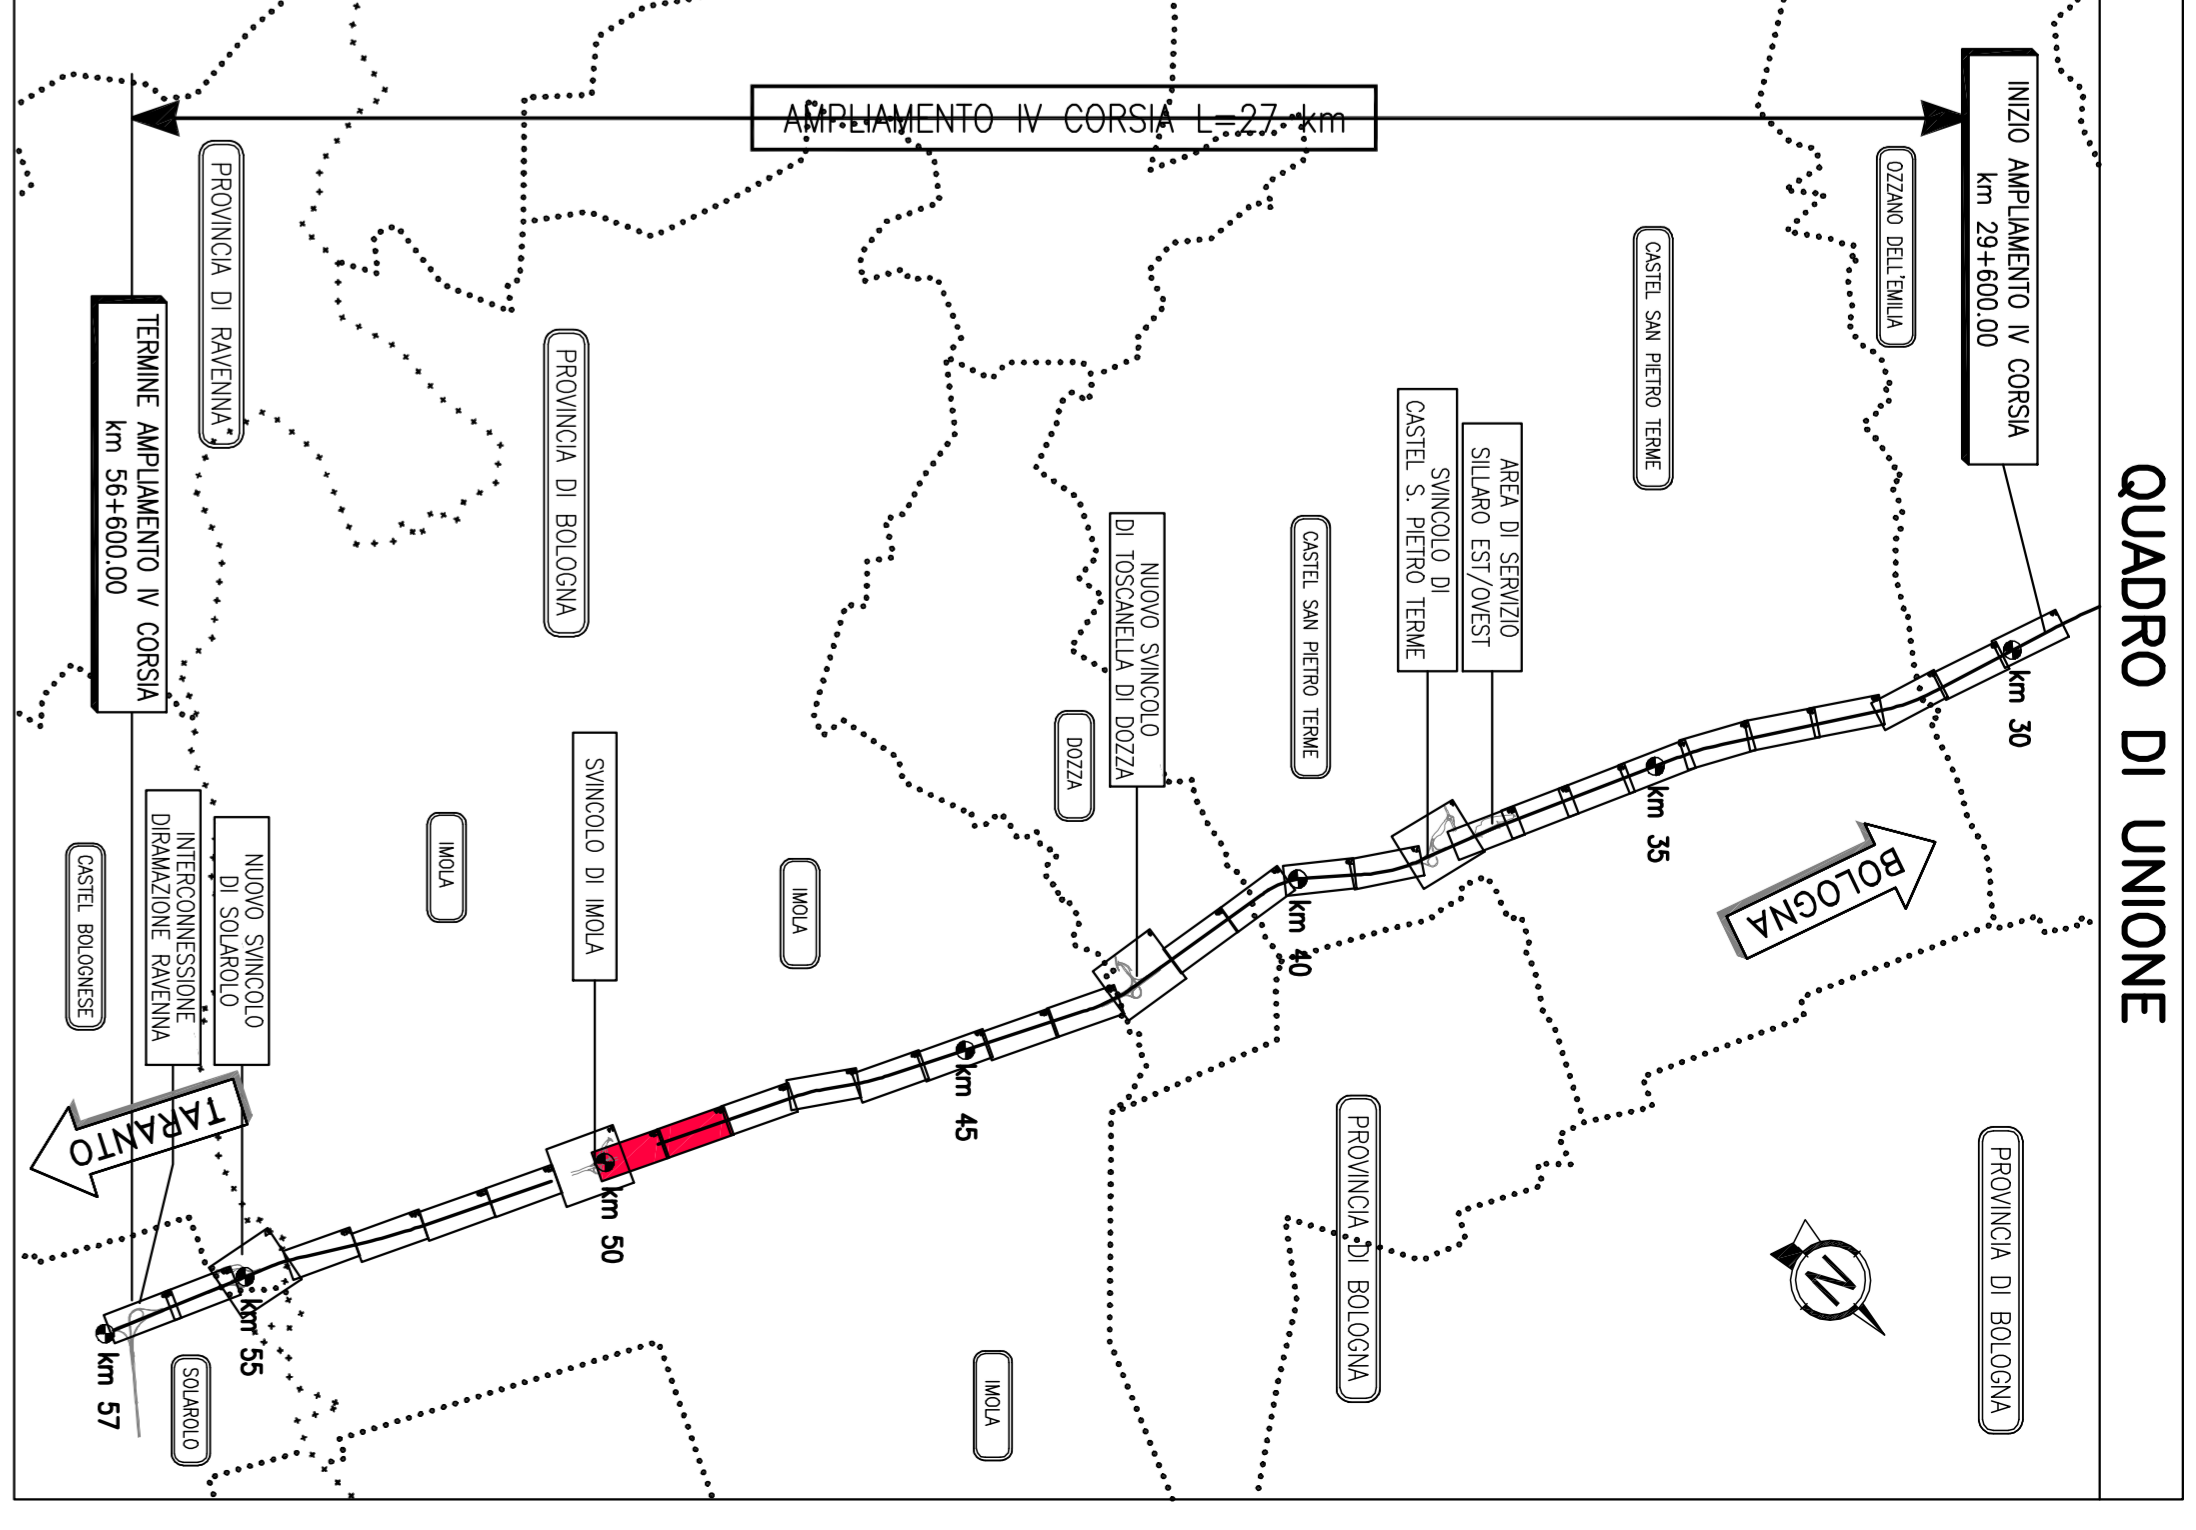 QUADRO DI UNIONE
INIZIO AMPLIAMENTO IV CORSIA
km 29+600.00
AMPLIAMENTO IV CORSIA L=27 km
TERMINE AMPLIAMENTO IV CORSIA
km 56+600.00
OZZANO DELL'EMILIA
CASTEL SAN PIETRO TERME
AREA DI SERVIZIO
SILLARO EST/OVEST
SVINCOLO DI
CASTEL S. PIETRO TERME
CASTEL SAN PIETRO TERME
NUOVO SVINCOLO
DI TOSCANELLA DI DOZZA
DOZZA
PROVINCIA DI BOLOGNA
PROVINCIA DI RAVENNA
SVINCOLO DI IMOLA
IMOLA
IMOLA
NUOVO SVINCOLO
DI SOLAROLO
INTERCONNESSIONE
DIRAMAZIONE RAVENNA
CASTEL BOLOGNESE
km 30
km 35
km 40
km 45
km 50
km 55
km 57
BOLOGNA
TARANTO
PROVINCIA DI BOLOGNA
PROVINCIA DI BOLOGNA
IMOLA
SOLAROLO
N